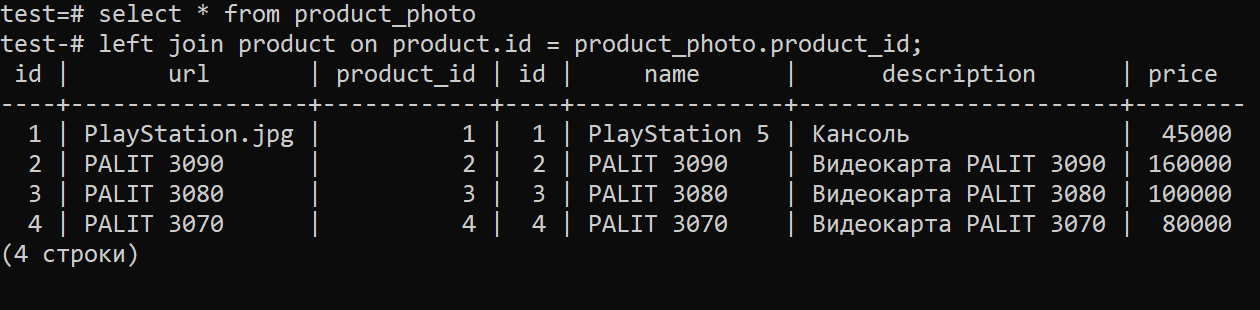 test=# select * from product_photo
test-# left join product on product.id = product_photo.product_id;
 id |       url       | product_id | id |     name      |      description       | price
----+-----------------+------------+----+---------------+------------------------+--------
  1 | PlayStation.jpg |          1 |  1 | PlayStation 5 | Кансоль                |  45000
  2 | PALIT 3090      |          2 |  2 | PALIT 3090    | Видеокарта PALIT 3090 | 160000
  3 | PALIT 3080      |          3 |  3 | PALIT 3080    | Видеокарта PALIT 3080 | 100000
  4 | PALIT 3070      |          4 |  4 | PALIT 3070    | Видеокарта PALIT 3070 |  80000
(4 строки)